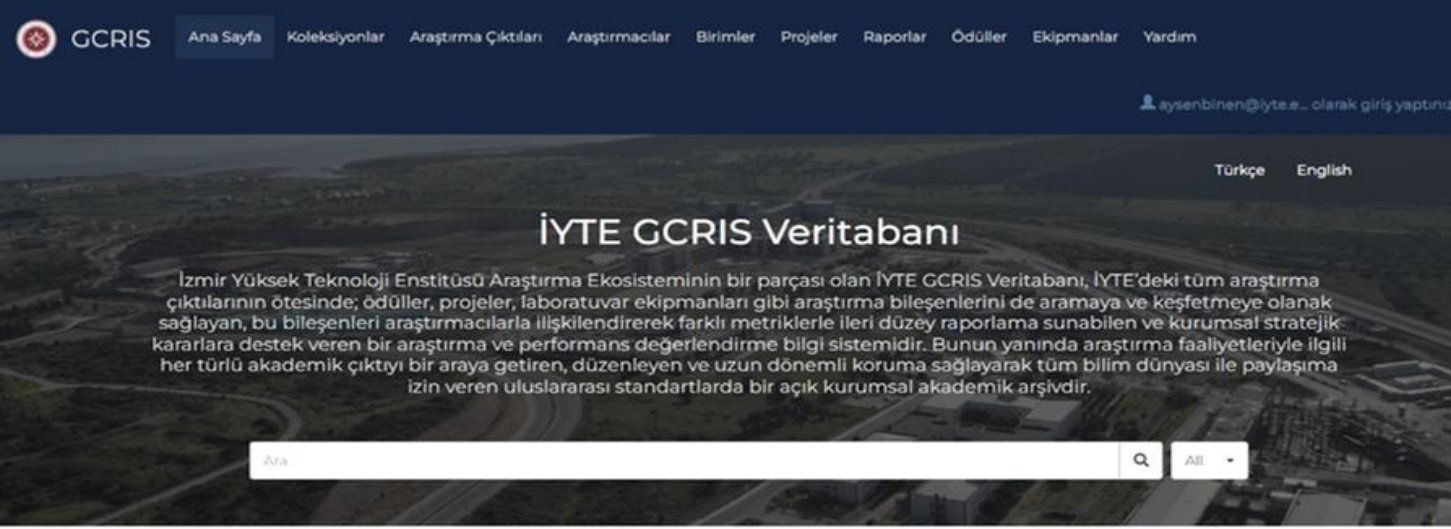 GCRIS Ana Sayfa Koleksiyonlar Araştırma Çıktıları Araştırmacılar Birimler Projeler Raporlar Ödüller Ekipmanlar Yardım
aysenbinen@iyte.e... olarak giriş yaptınız
Türkçe English
İYTE GCRIS Veritabanı
İzmir Yüksek Teknoloji Enstitüsü Araştırma Ekosisteminin bir parçası olan İYTE GCRIS Veritabanı, İYTE'deki tüm araştırma
çıktılarının ötesinde; ödüller, projeler, laboratuvar ekipmanları gibi araştırma bileşenlerini de aramaya ve keşfetmeye olanak
sağlayan, bu bileşenleri araştırmacılarla ilişkilendirerek farklı metriklerle ileri düzey raporlama sunabilen ve kurumsal stratejik
kararlara destek veren bir araştırma ve performans değerlendirme bilgi sistemidir. Bunun yanında araştırma faaliyetleriyle ilgili
her türlü akademik çıktıyı bir araya getiren, düzenleyen ve uzun dönemli koruma sağlayarak tüm bilim dünyası ile paylaşıma
izin veren uluslararası standartlarda bir açık kurumsal akademik arşivdir.
Ara All